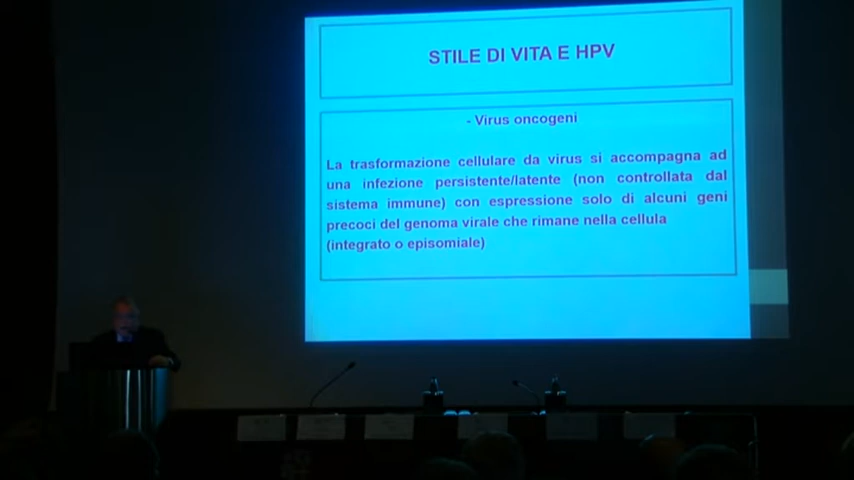 STILE DI VITA E HPV
- Virus oncogeni
La trasformazione cellulare da virus si accompagna ad
una infezione persistente/latente (non controllata dal
sistema immune) con espressione solo di alcuni geni
precoci del genoma virale che rimane nella cellula
(integrato o episomiale)